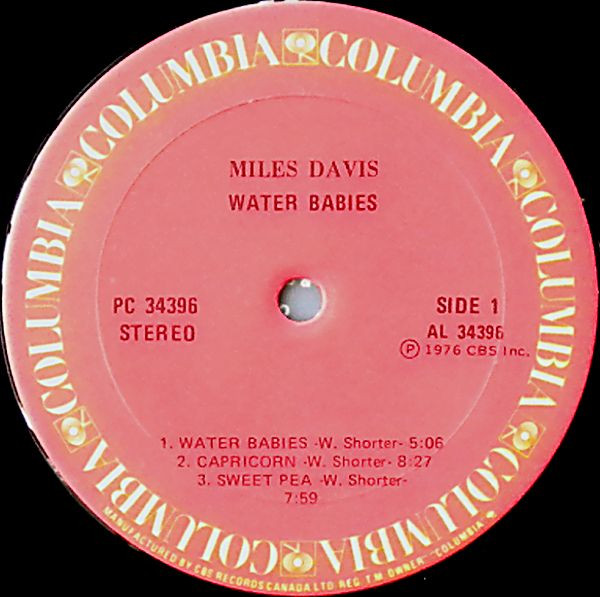 COLUMBIA COLUMBIA COLUMBIA COLUMBIA COLUMBIA COLUMBIA COLUMBIA COLUMBIA
MILES DAVIS
WATER BABIES
PC 34396
STEREO
SIDE 1
AL 34396
Ⓟ 1976 CBS Inc.
1. WATER BABIES -W. Shorter- 5:06
2. CAPRICORN -W. Shorter- 8:27
3. SWEET PEA -W. Shorter-
7:59
MANUFACTURED BY CBS RECORDS CANADA LTD. REG. T.M. OWNER "COLUMBIA"